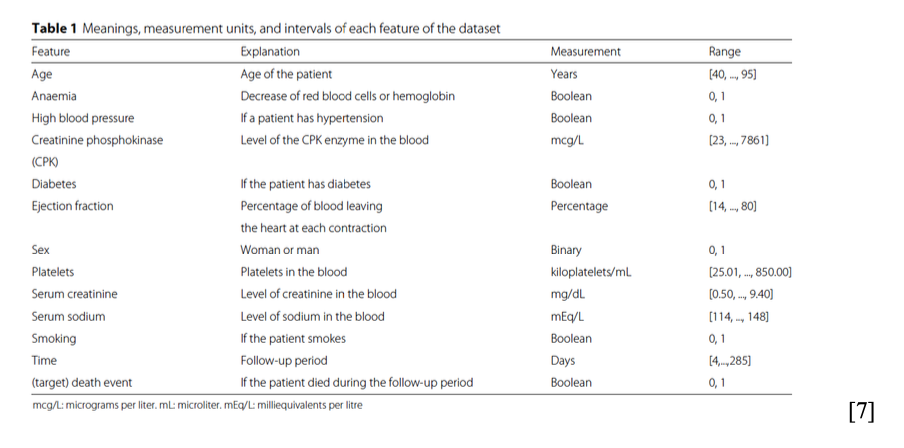 Table 1 Meanings, measurement units, and intervals of each feature of the dataset
Feature Explanation Measurement Range
Age Age of the patient Years [40, ..., 95]
Anaemia Decrease of red blood cells or hemoglobin Boolean 0, 1
High blood pressure If a patient has hypertension Boolean 0, 1
Creatinine phosphokinase Level of the CPK enzyme in the blood mcg/L [23, ..., 7861]
(CPK)
Diabetes If the patient has diabetes Boolean 0, 1
Ejection fraction Percentage of blood leaving Percentage [14, ..., 80]
the heart at each contraction
Sex Woman or man Binary 0, 1
Platelets Platelets in the blood kiloplatelets/mL [25.01, ..., 850.00]
Serum creatinine Level of creatinine in the blood mg/dL [0.50, ..., 9.40]
Serum sodium Level of sodium in the blood mEq/L [114, ..., 148]
Smoking If the patient smokes Boolean 0, 1
Time Follow-up period Days [4,...,285]
(target) death event If the patient died during the follow-up period Boolean 0, 1
mcg/L: micrograms per liter. mL: microliter. mEq/L: milliequivalents per litre
[7]